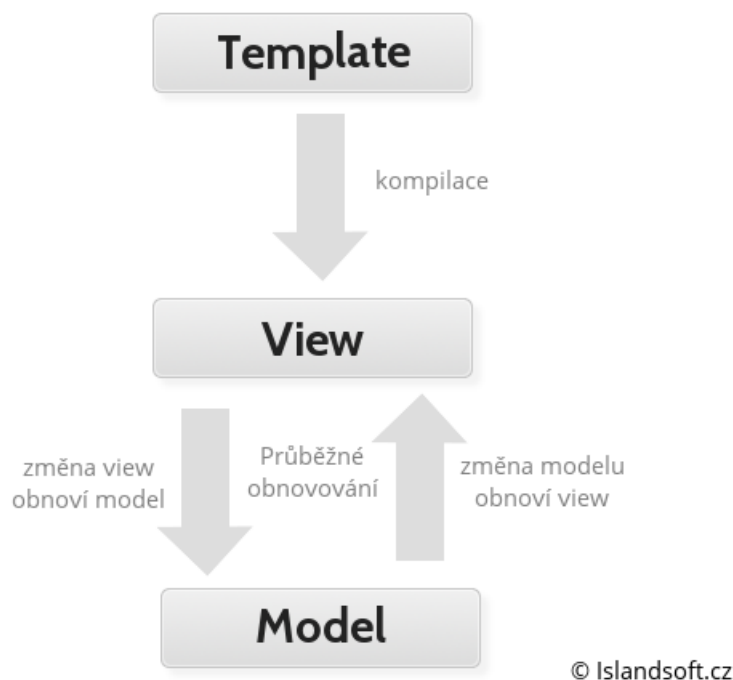 Template
kompilace
View
změna view
obnoví model
Průběžné
obnovování
změna modelu
obnoví view
Model
© Islandsoft.cz